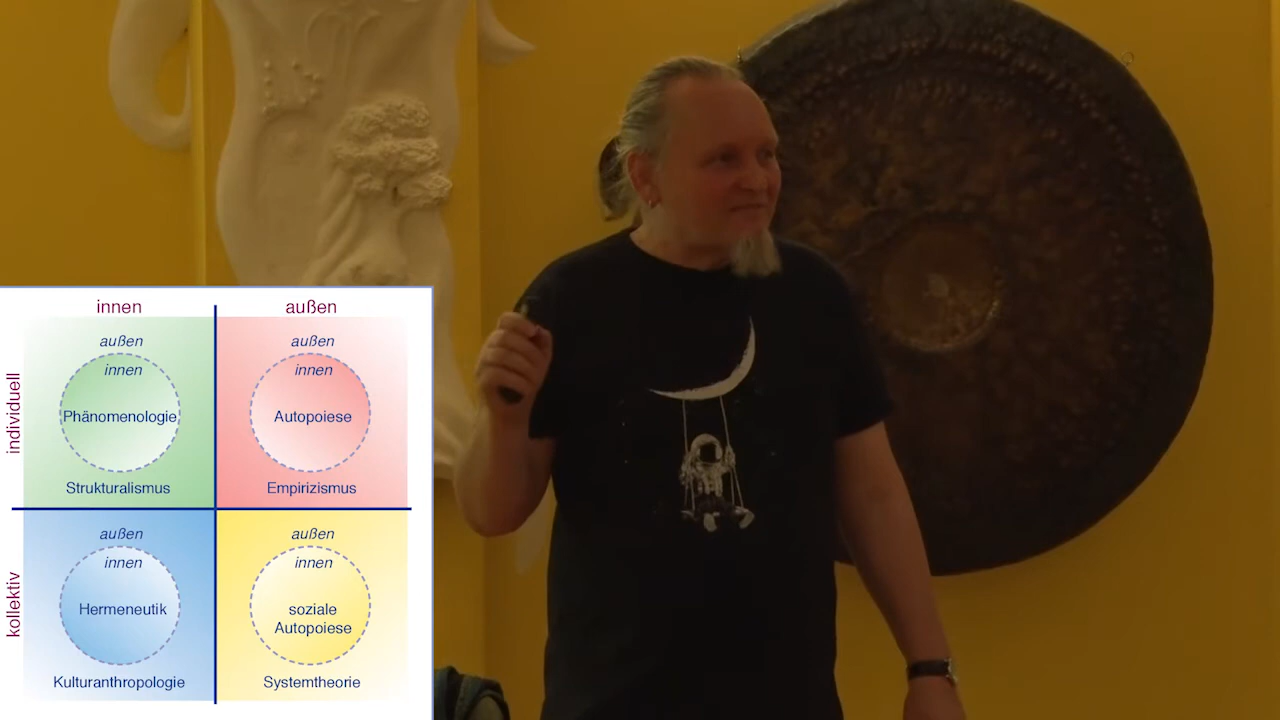 innen
außen
individuell
außen
innen
Phänomenologie
Strukturalismus
außen
innen
Autopoiese
Empirizismus
kollektiv
außen
innen
Hermeneutik
Kulturanthropologie
außen
innen
soziale
Autopoiese
Systemtheorie